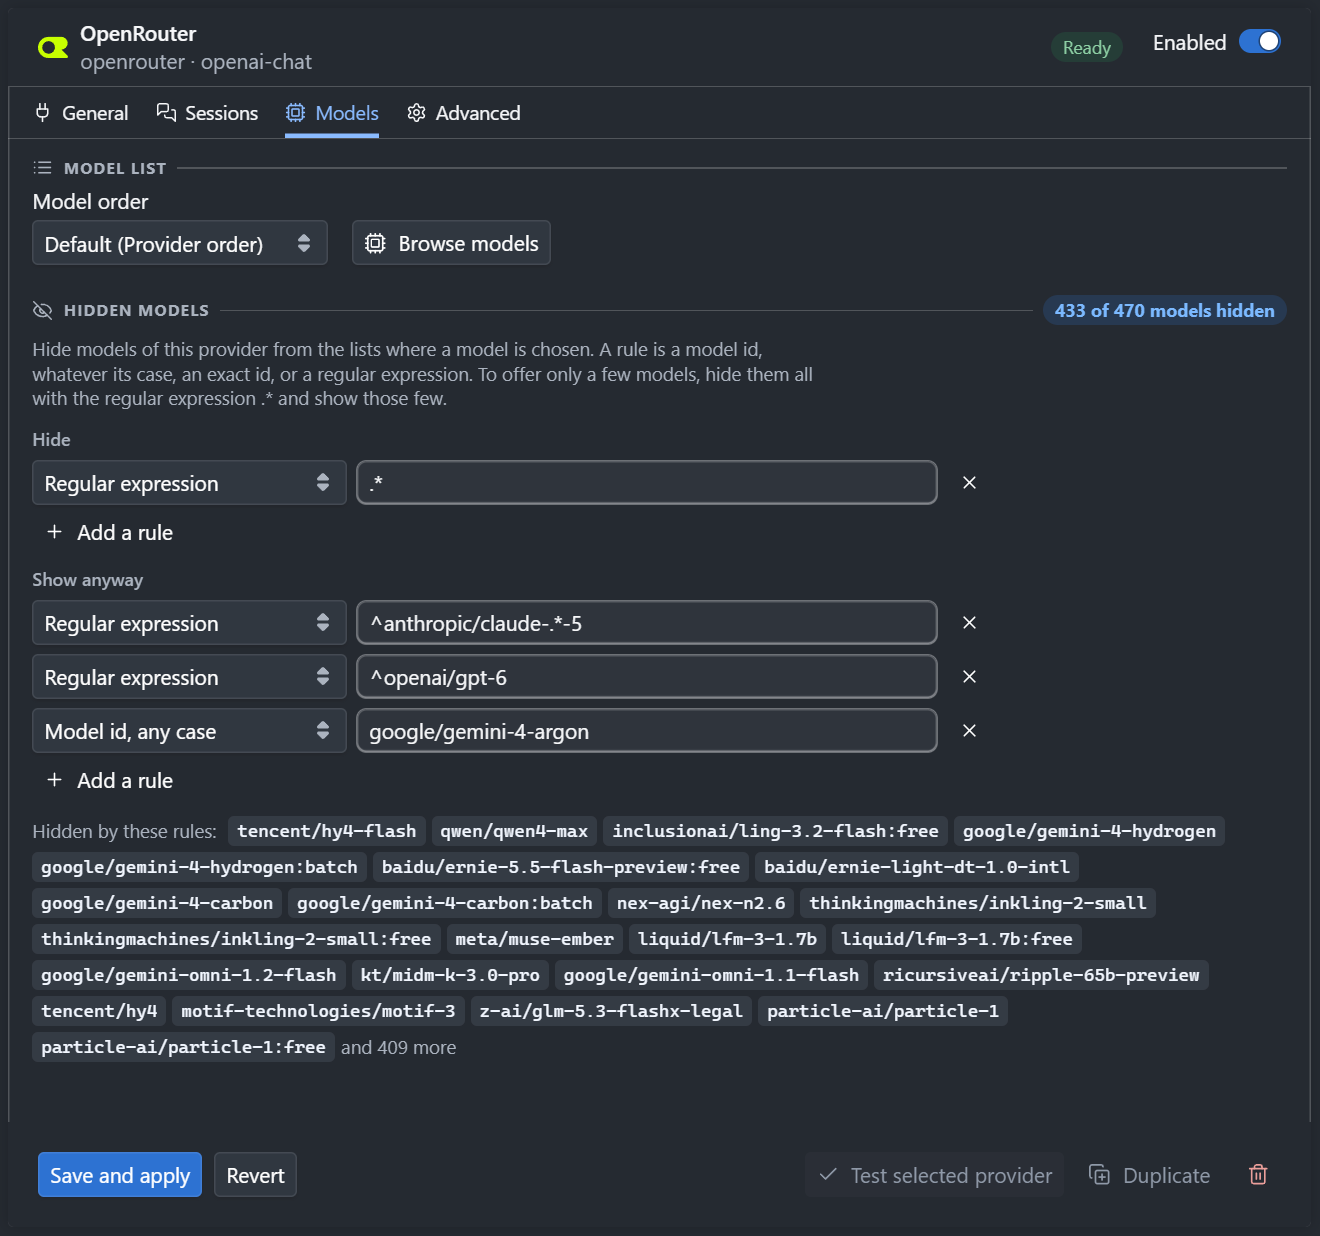 OpenRouter
openrouter · openai-chat
Ready
Enabled
General
Sessions
Models
Advanced
MODEL LIST
Model order
Default (Provider order)
Browse models
HIDDEN MODELS
433 of 470 models hidden
Hide models of this provider from the lists where a model is chosen. A rule is a model id,
whatever its case, an exact id, or a regular expression. To offer only a few models, hide them all
with the regular expression .* and show those few.
Hide
Regular expression
.*
+ Add a rule
Show anyway
Regular expression
^anthropic/claude-.*-5
Regular expression
^openai/gpt-6
Model id, any case
google/gemini-4-argon
+ Add a rule
Hidden by these rules: tencent/hy4-flash qwen/qwen4-max inclusionai/ling-3.2-flash:free google/gemini-4-hydrogen
google/gemini-4-hydrogen:batch baidu/ernie-5.5-flash-preview:free baidu/ernie-light-dt-1.0-intl
google/gemini-4-carbon google/gemini-4-carbon:batch nex-agi/nex-n2.6 thinkingmachines/inkling-2-small
thinkingmachines/inkling-2-small:free meta/muse-ember liquid/lfm-3-1.7b liquid/lfm-3-1.7b:free
google/gemini-omni-1.2-flash kt/midm-k-3.0-pro google/gemini-omni-1.1-flash ricursiveai/ripple-65b-preview
tencent/hy4 motif-technologies/motif-3 z-ai/glm-5.3-flashx-legal particle-ai/particle-1
particle-ai/particle-1:free and 409 more
Save and apply
Revert
Test selected provider
Duplicate